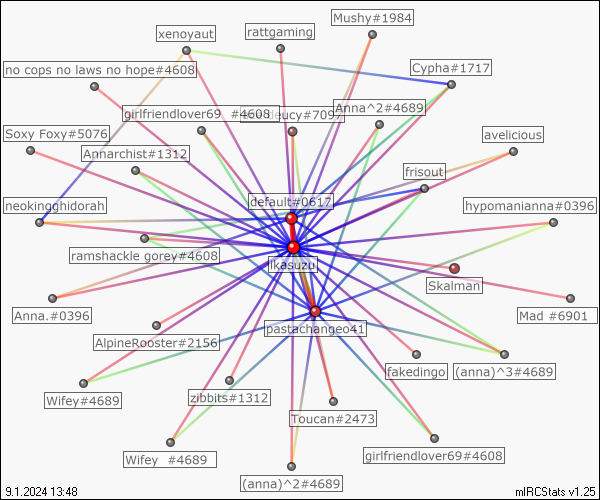 Mushy#1984
xenoyaut
rattgaming
Cypha#1717
no cops no laws no hope#4608
girlfriendlover69 #4608
leucy#7097
Anna^2#4689
Soxy Foxy#5076
avelicious
Annarchist#1312
frisout
default#0617
neokingghidorah
hypomanianna#0396
ramshackle gorey#4608
ikasuzu
Skalman
Anna.#0396
Mad #6901
pastachangeo41
AlpineRooster#2156
fakedingo
(anna)^3#4689
Wifey#4689
zibbits#1312
Toucan#2473
Wifey #4689
girlfriendlover69#4608
(anna)^2#4689
9.1.2024 13:48
mIRCStats v1.25